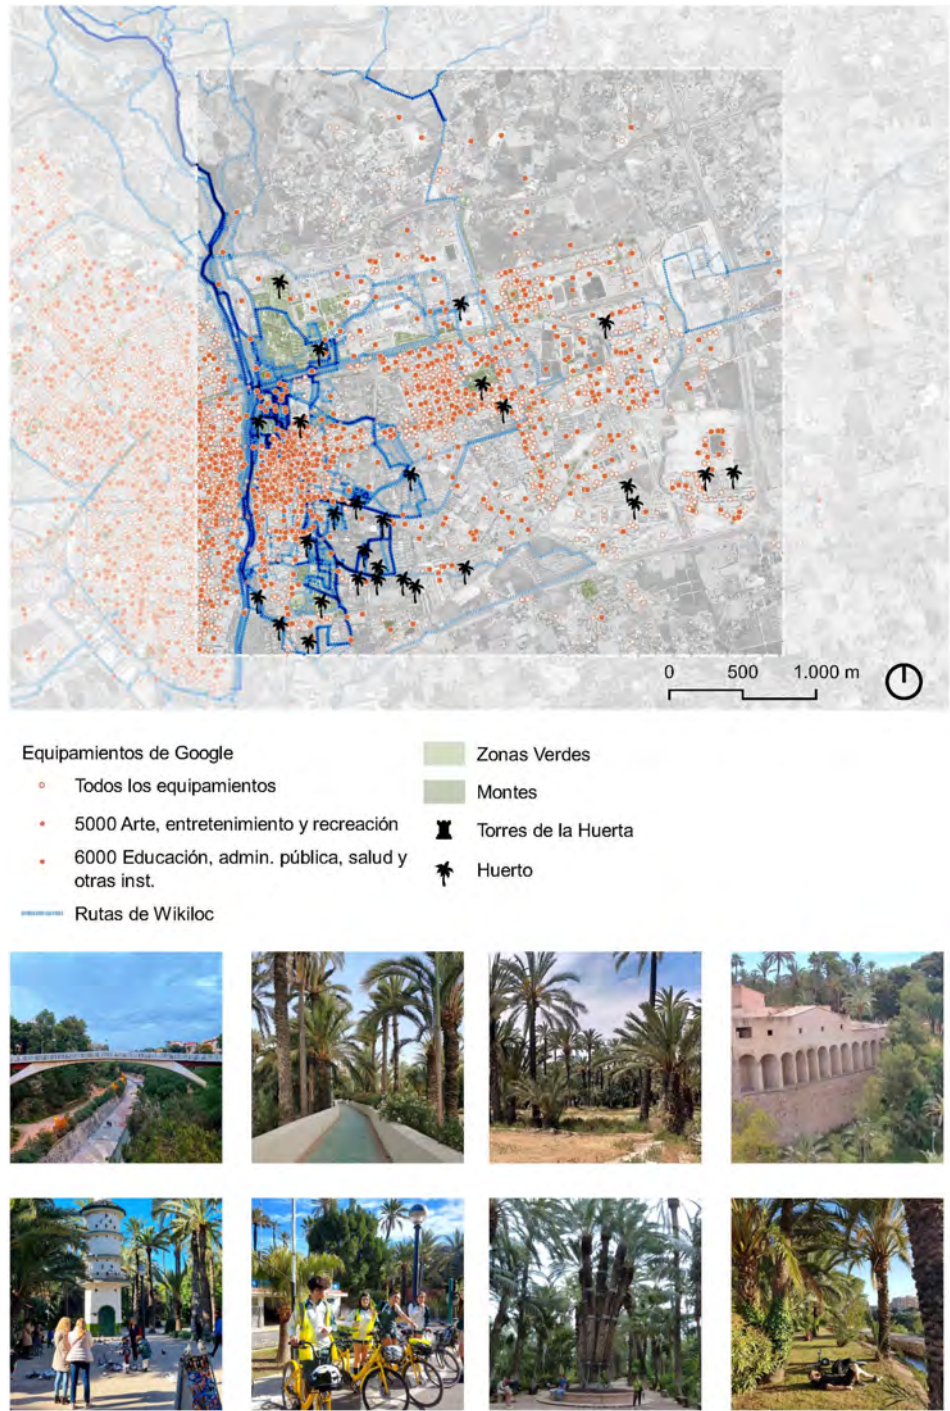 0 500 1.000 m
Equipamientos de Google
Todos los equipamientos
5000 Arte, entretenimiento y recreación
6000 Educación, admin. pública, salud y
otras inst.
Rutas de Wikiloc
Zonas Verdes
Montes
Torres de la Huerta
Huerto